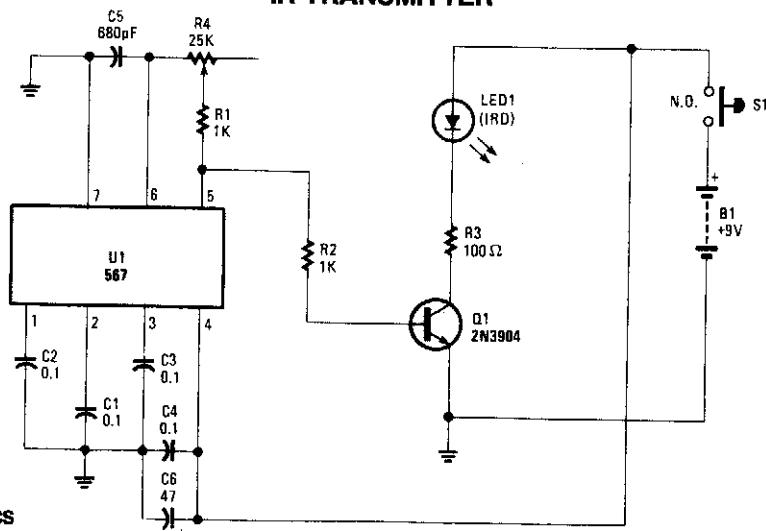 IR TRANSMITTER
C5
680pF
R4
25K
R1
1K
7
6
5
U1
567
1
2
3
4
C2
0.1
C1
0.1
C3
0.1
C4
0.1
C6
47
R2
1K
LED1
(IRD)
R3
100Ω
Q1
2N3904
N.O.
S1
+
B1
+9V